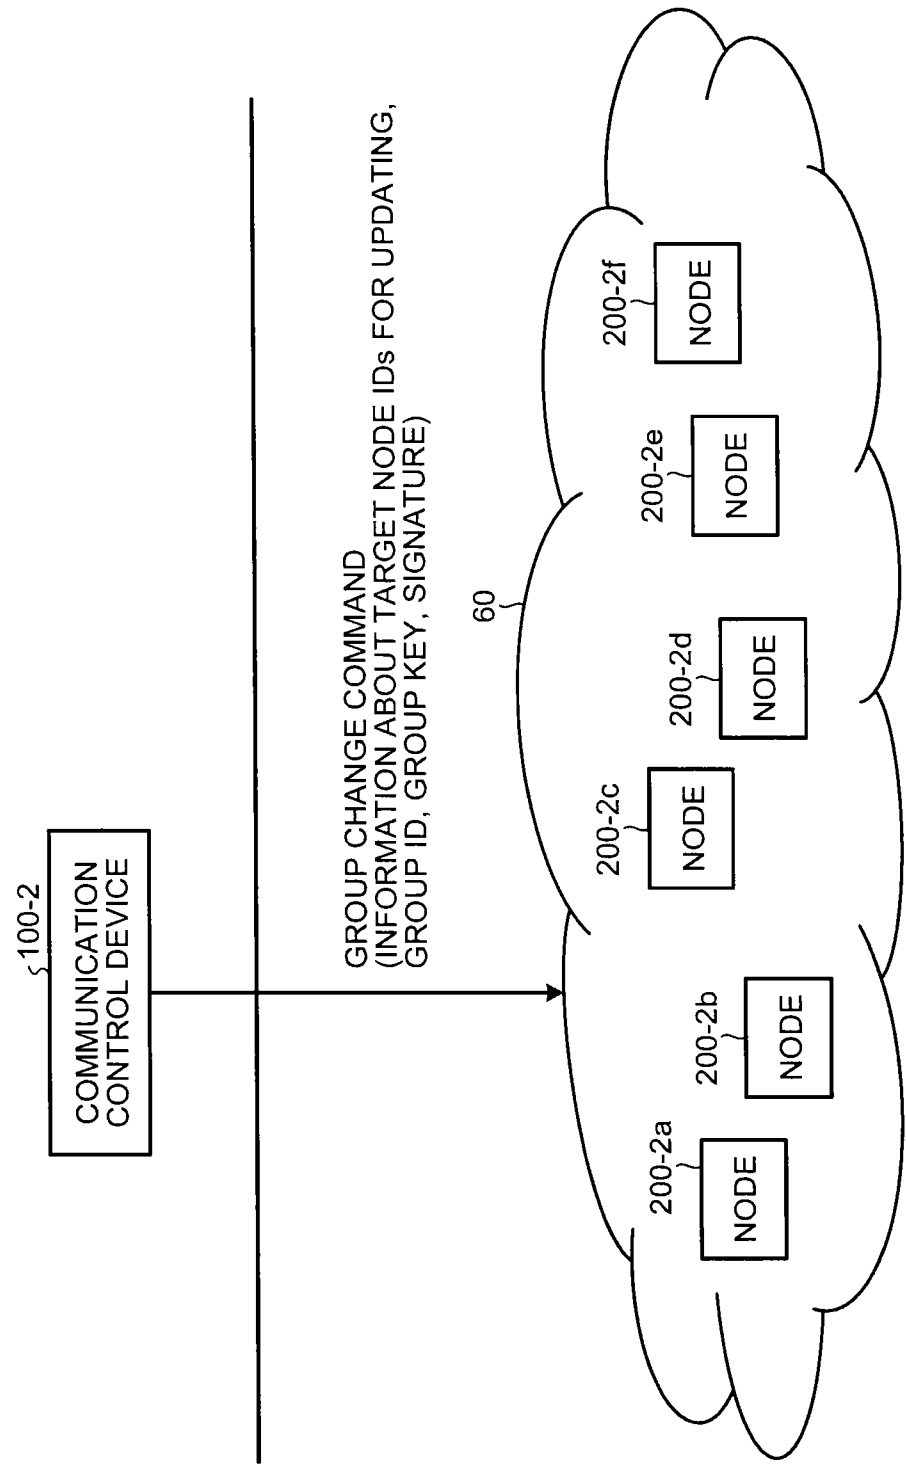 100-2
COMMUNICATION
CONTROL DEVICE
GROUP CHANGE COMMAND
(INFORMATION ABOUT TARGET NODE IDs FOR UPDATING,
GROUP ID, GROUP KEY, SIGNATURE)
60
200-2a
NODE
200-2b
NODE
200-2c
NODE
200-2d
NODE
200-2e
NODE
200-2f
NODE